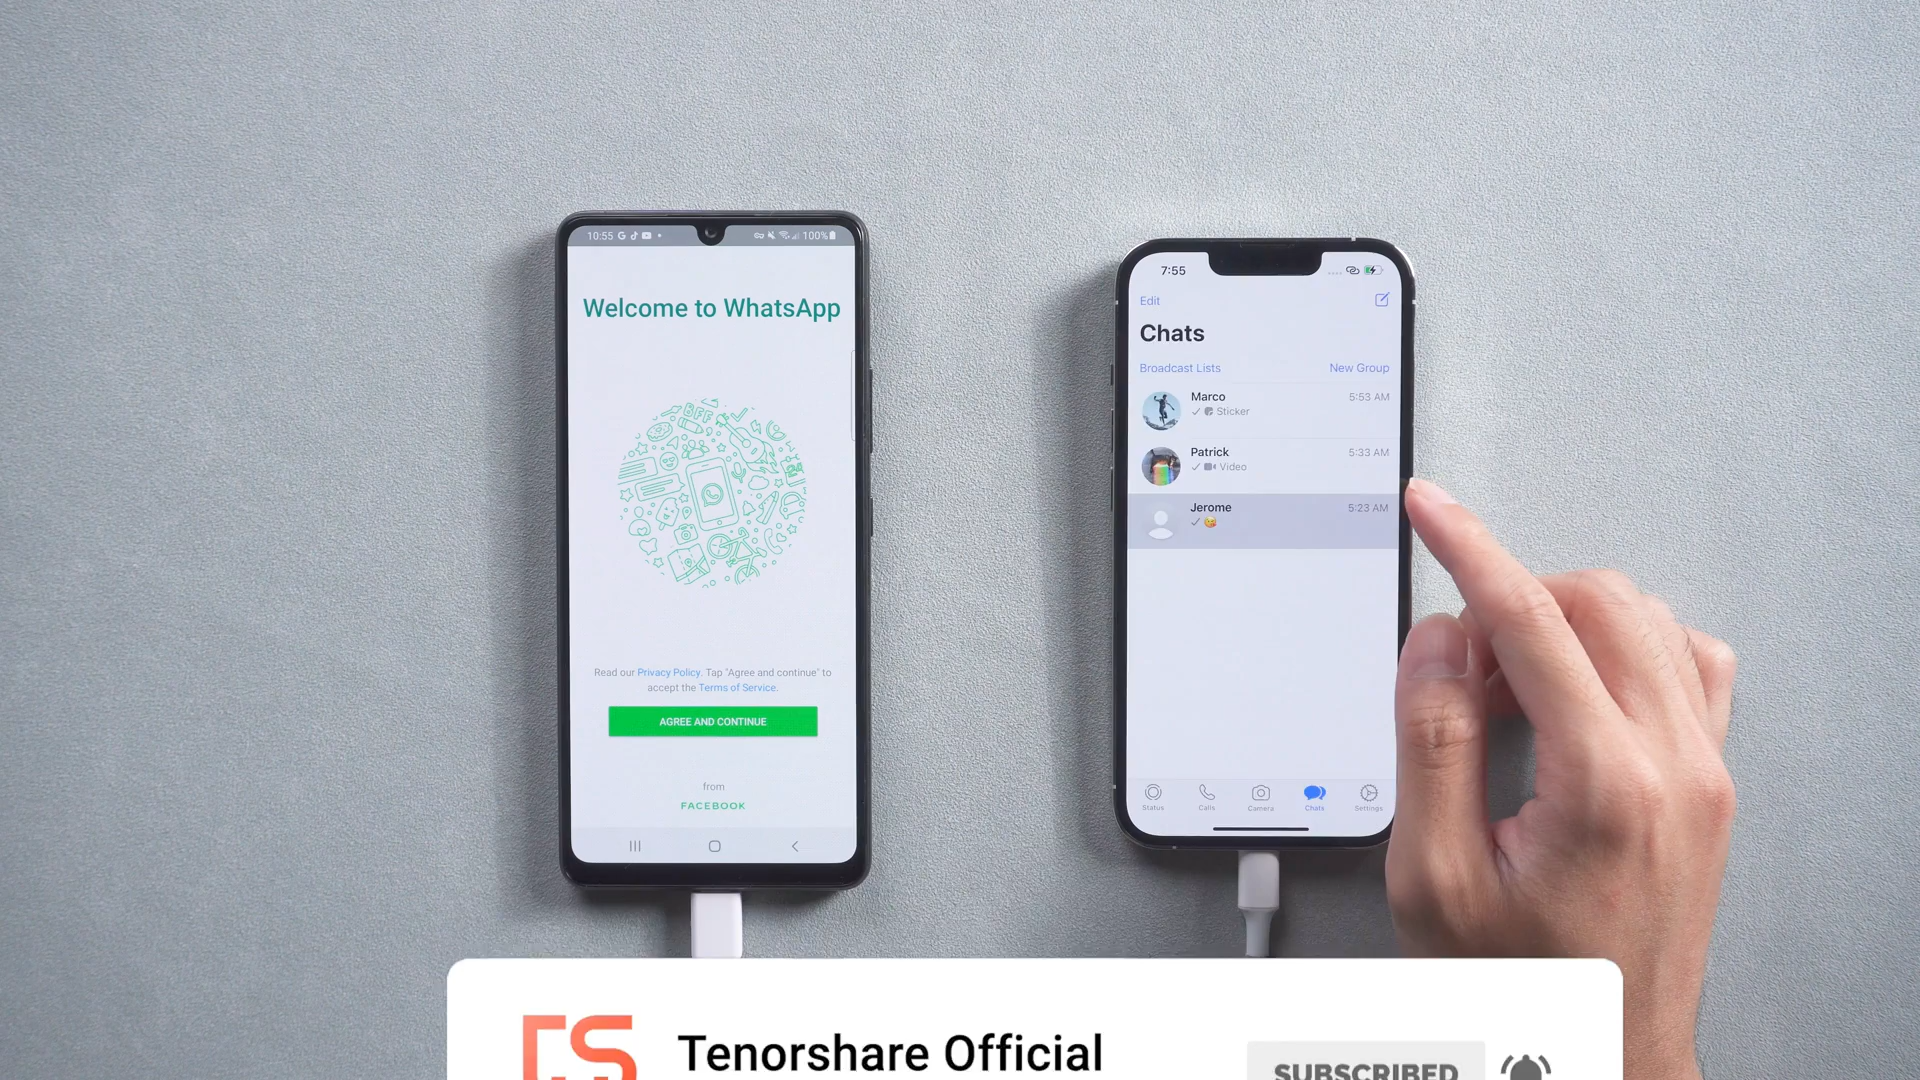 10:55
100%
Welcome to WhatsApp
Read our Privacy Policy. Tap "Agree and continue" to
accept the Terms of Service.
AGREE AND CONTINUE
from
FACEBOOK
7:55
Edit
Chats
Broadcast Lists New Group
Marco 5:53 AM
Sticker
Patrick 5:33 AM
Video
Jerome 5:23 AM
Status Calls Camera Chats Settings
Tenorshare Official
SUBSCRIBED